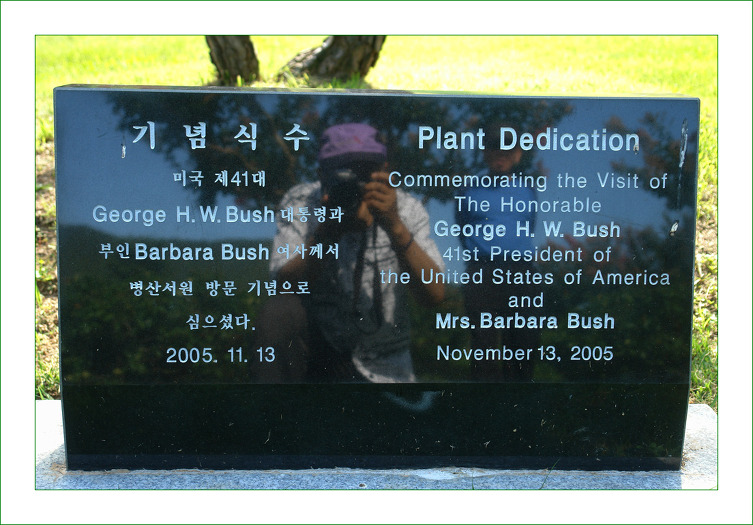 기념식수
미국 제41대
George H.W. Bush 대통령과
부인 Barbara Bush 여사께서
병산서원 방문 기념으로
심으셨다.
2005. 11. 13
Plant Dedication
Commemorating the Visit of
The Honorable
George H. W. Bush
41st President of
the United States of America
and
Mrs. Barbara Bush
November 13, 2005